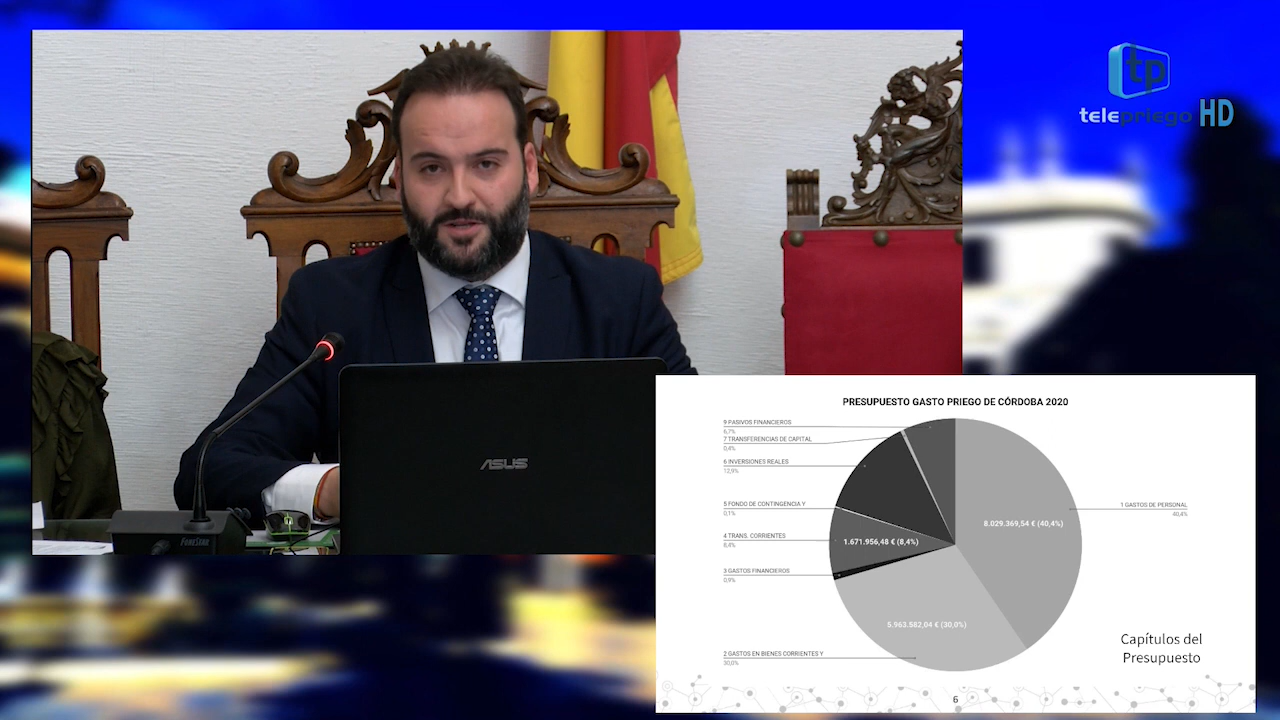 tp
telepriego HD
ASUS
PRESUPUESTO GASTO PRIEGO DE CÓRDOBA 2020
9 PASIVOS FINANCIEROS
6,7%
7 TRANSFERENCIAS DE CAPITAL
0,4%
6 INVERSIONES REALES
12,9%
5 FONDO DE CONTINGENCIA Y
0,1%
4 TRANS. CORRIENTES
8,4%
3 GASTOS FINANCIEROS
0,9%
2 GASTOS EN BIENES CORRIENTES Y
30,0%
1 GASTOS DE PERSONAL
40,4%
8.029.369,54 € (40,4%)
1.671.956,48 € (8,4%)
5.963.582,04 € (30,0%)
Capítulos del
Presupuesto
6